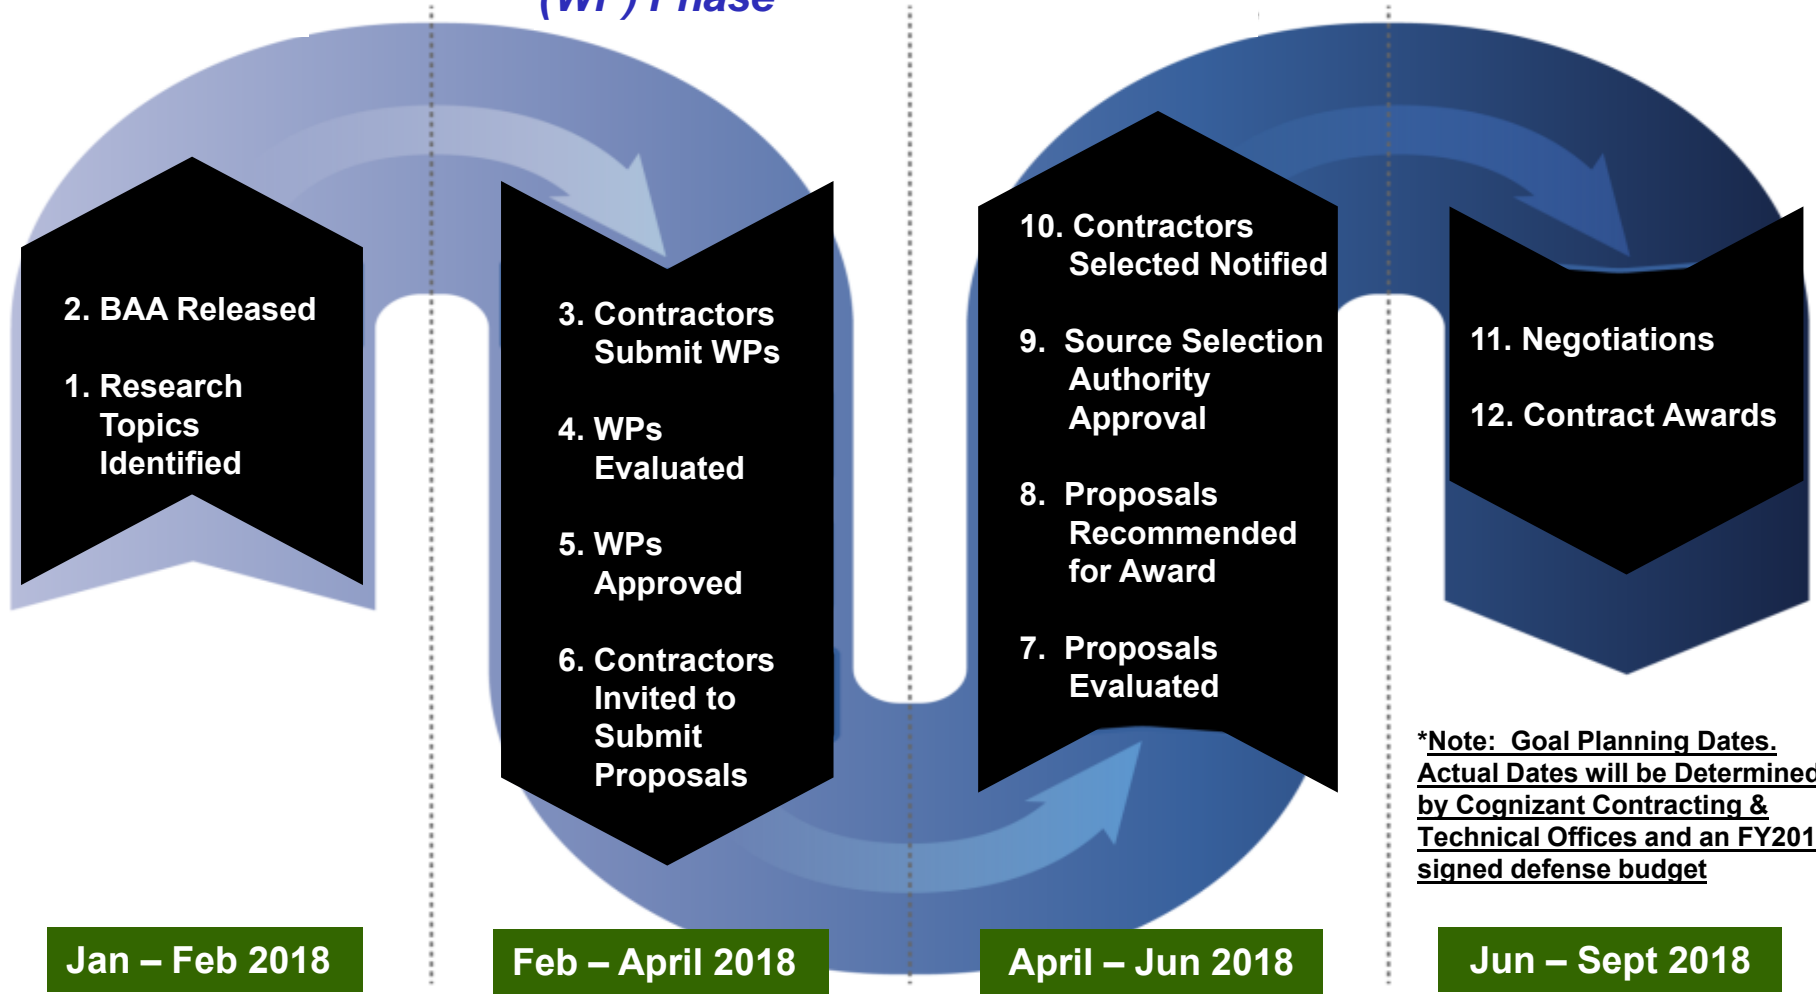 (WP) Phase
2. BAA Released
1. Research
Topics
Identified
3. Contractors
Submit WPs
4. WPs
Evaluated
5. WPs
Approved
6. Contractors
Invited to
Submit
Proposals
10. Contractors
Selected Notified
9. Source Selection
Authority
Approval
8. Proposals
Recommended
for Award
7. Proposals
Evaluated
11. Negotiations
12. Contract Awards
*Note: Goal Planning Dates.
Actual Dates will be Determined
by Cognizant Contracting &
Technical Offices and an FY201
signed defense budget
Jan – Feb 2018
Feb – April 2018
April – Jun 2018
Jun – Sept 2018